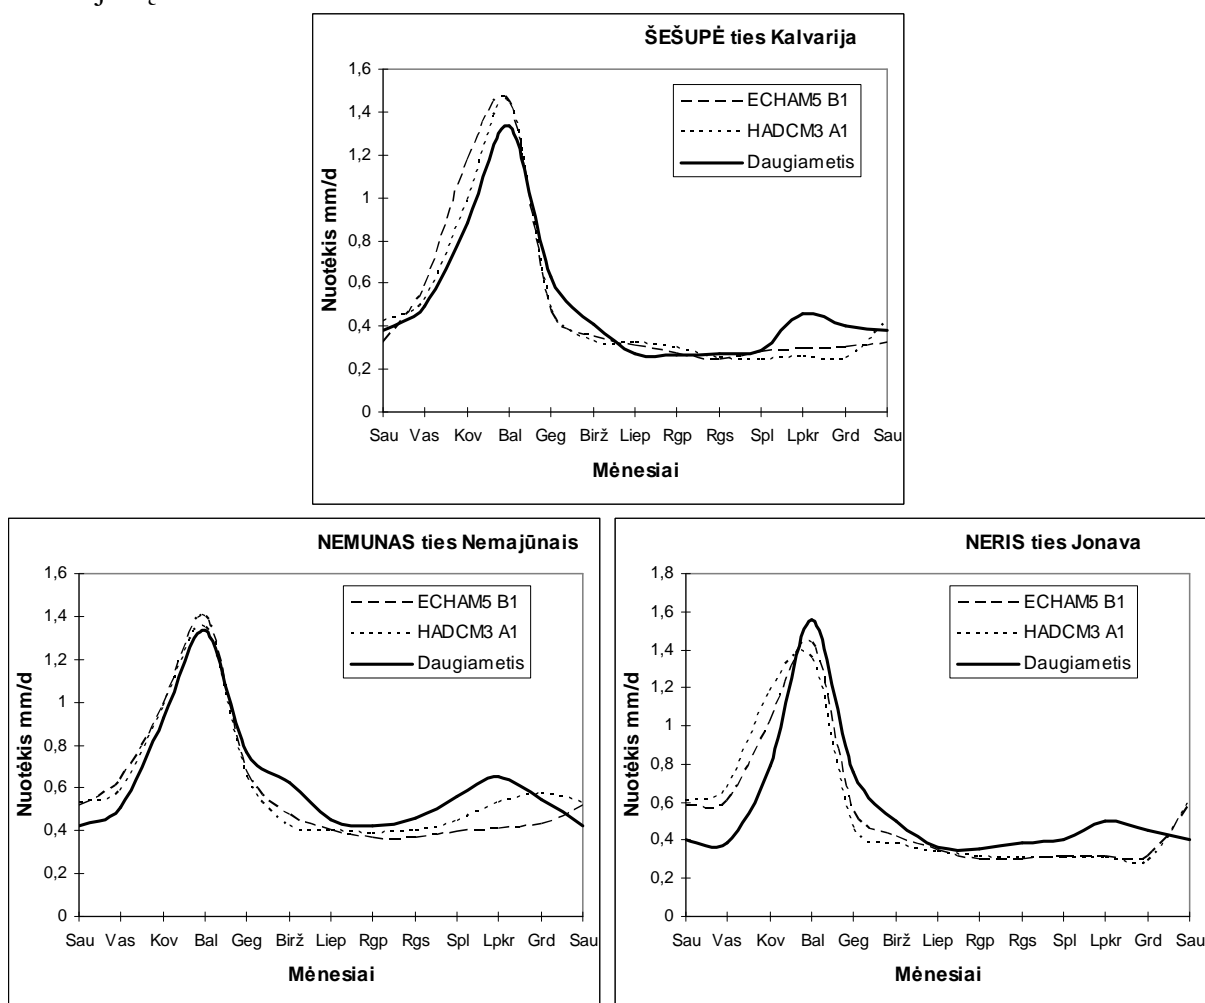 ŠEŠUPĖ ties Kalvarija
1,6
1,4
1,2
1
0,8
0,6
0,4
0,2
0
Nuotėkis mm/d
ECHAM5 B1
HADCM3 A1
Daugiametis
Sau Vas Kov Bal Geg Birž Liep Rgp Rgs Spl Lpkr Grd Sau
Mėnesiai
NEMUNAS ties Nemajūnais
1,6
1,4
1,2
1
0,8
0,6
0,4
0,2
0
Nuotėkis mm/d
ECHAM5 B1
HADCM3 A1
Daugiametis
Sau Vas Kov Bal Geg Birž Liep Rgp Rgs Spl Lpkr Grd Sau
Mėnesiai
NERIS ties Jonava
1,8
1,6
1,4
1,2
1
0,8
0,6
0,4
0,2
0
Nuotėkis mm/d
ECHAM5 B1
HADCM3 A1
Daugiametis
Sau Vas Kov Bal Geg Birž Liep Rgp Rgs Spl Lpkr Grd Sau
Mėnesiai